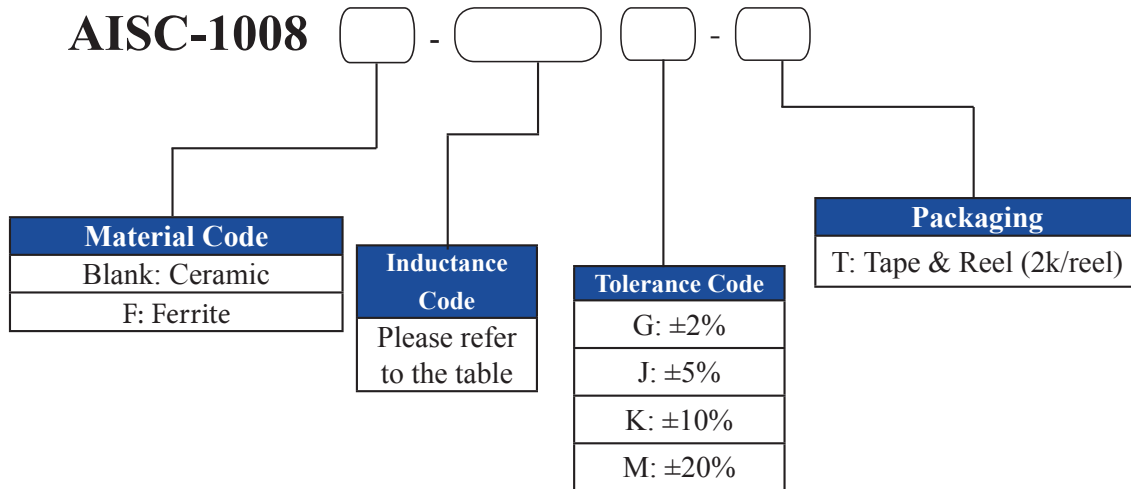 AISC-1008 - -
Material Code
Blank: Ceramic
F: Ferrite
Inductance
Code
Please refer
to the table
Tolerance Code
G: ±2%
J: ±5%
K: ±10%
M: ±20%
Packaging
T: Tape & Reel (2k/reel)